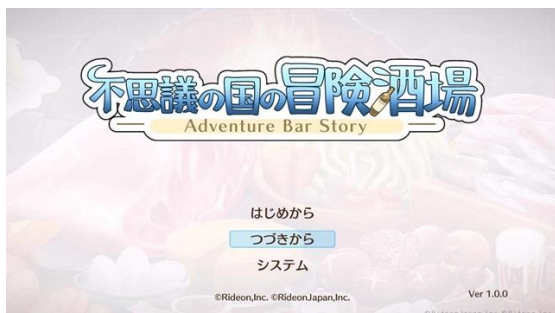 不思議の国の冒険酒場
Adventure Bar Story
はじめから
つづきから
システム
©Rideon,Inc. ©RideonJapan,Inc.
Ver 1.0.0